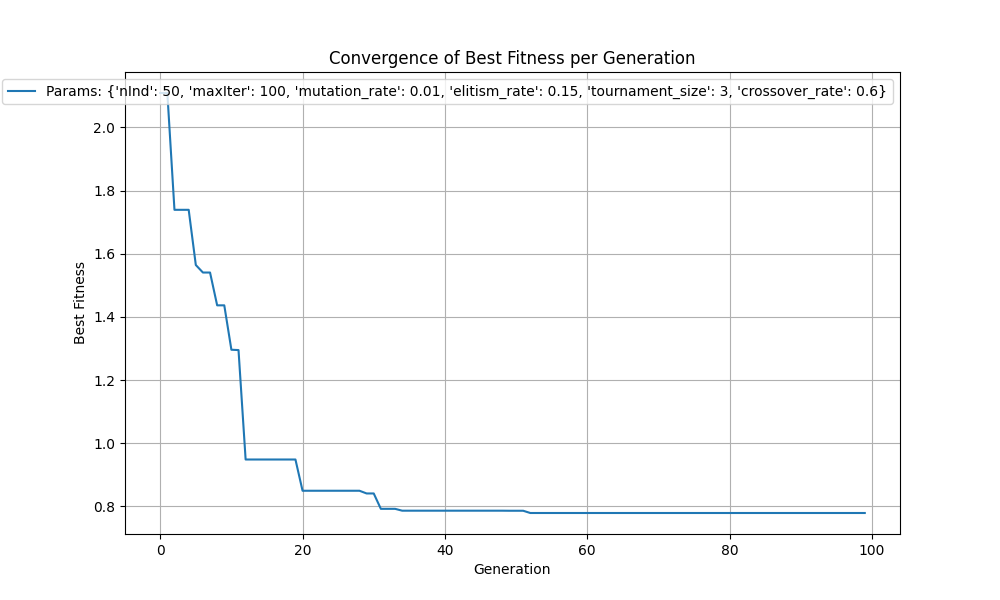 Convergence of Best Fitness per Generation
Params: {'nInd': 50, 'maxIter': 100, 'mutation_rate': 0.01, 'elitism_rate': 0.15, 'tournament_size': 3, 'crossover_rate': 0.6}
2.0
1.8
1.6
1.4
1.2
1.0
0.8
Best Fitness
0 20 40 60 80 100
Generation